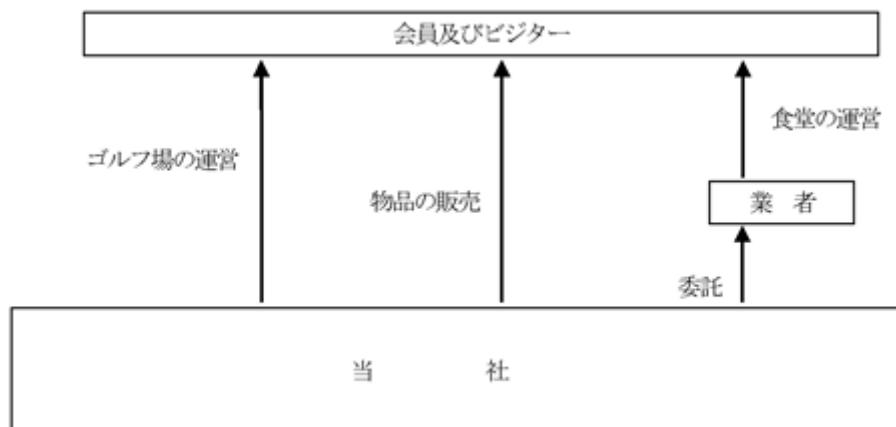 会員及びビジター
食堂の運営
ゴルフ場の運営
物品の販売
業 者
委託
当 社